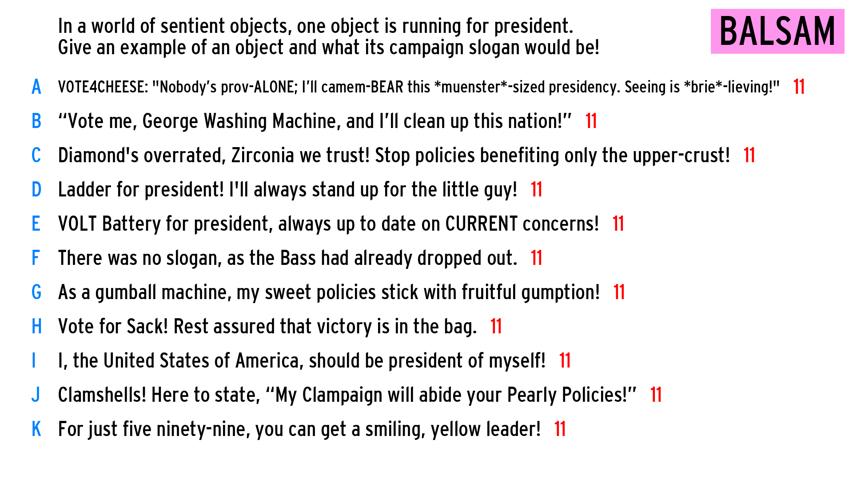 In a world of sentient objects, one object is running for president.
Give an example of an object and what its campaign slogan would be!
BALSAM
A VOTE4CHEESE: "Nobody's prov-ALONE; I'll camem-BEAR this *muenster*-sized presidency. Seeing is *brie*-lieving!" 11
B “Vote me, George Washing Machine, and I’ll clean up this nation!” 11
C Diamond's overrated, Zirconia we trust! Stop policies benefiting only the upper-crust! 11
D Ladder for president! I'll always stand up for the little guy! 11
E VOLT Battery for president, always up to date on CURRENT concerns! 11
F There was no slogan, as the Bass had already dropped out. 11
G As a gumball machine, my sweet policies stick with fruitful gumption! 11
H Vote for Sack! Rest assured that victory is in the bag. 11
I I, the United States of America, should be president of myself! 11
J Clamshells! Here to state, “My Clampaign will abide your Pearly Policies!” 11
K For just five ninety-nine, you can get a smiling, yellow leader! 11